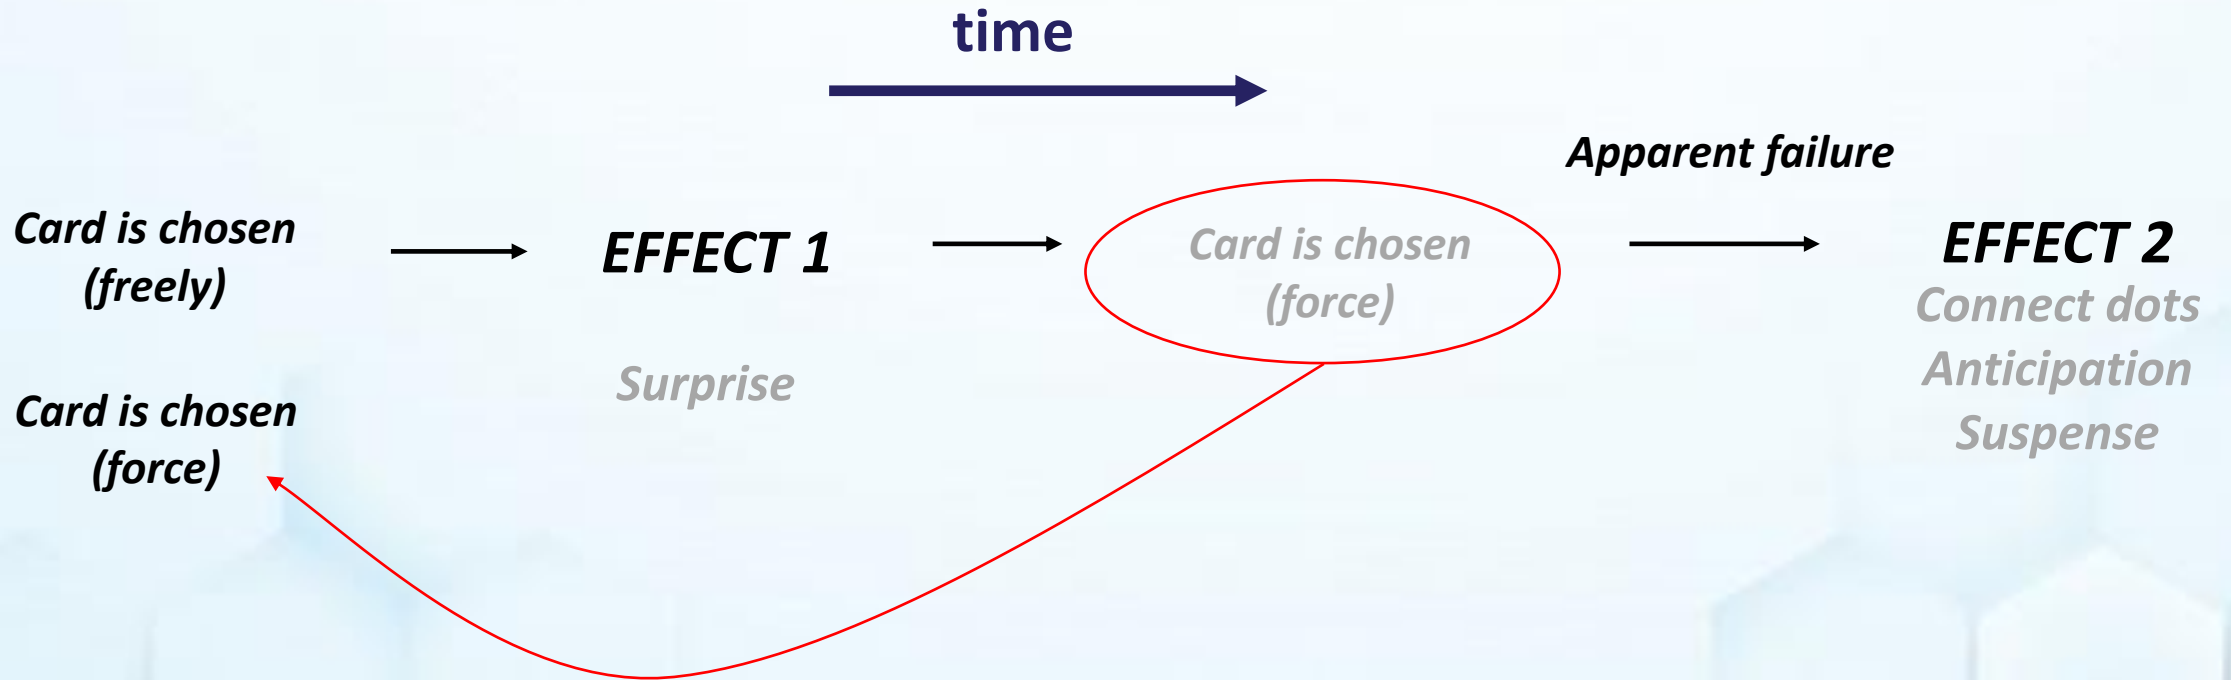 time
Apparent failure
Card is chosen
(freely)
EFFECT 1
Card is chosen
(force)
EFFECT 2
Connect dots
Anticipation
Suspense
Surprise
Card is chosen
(force)